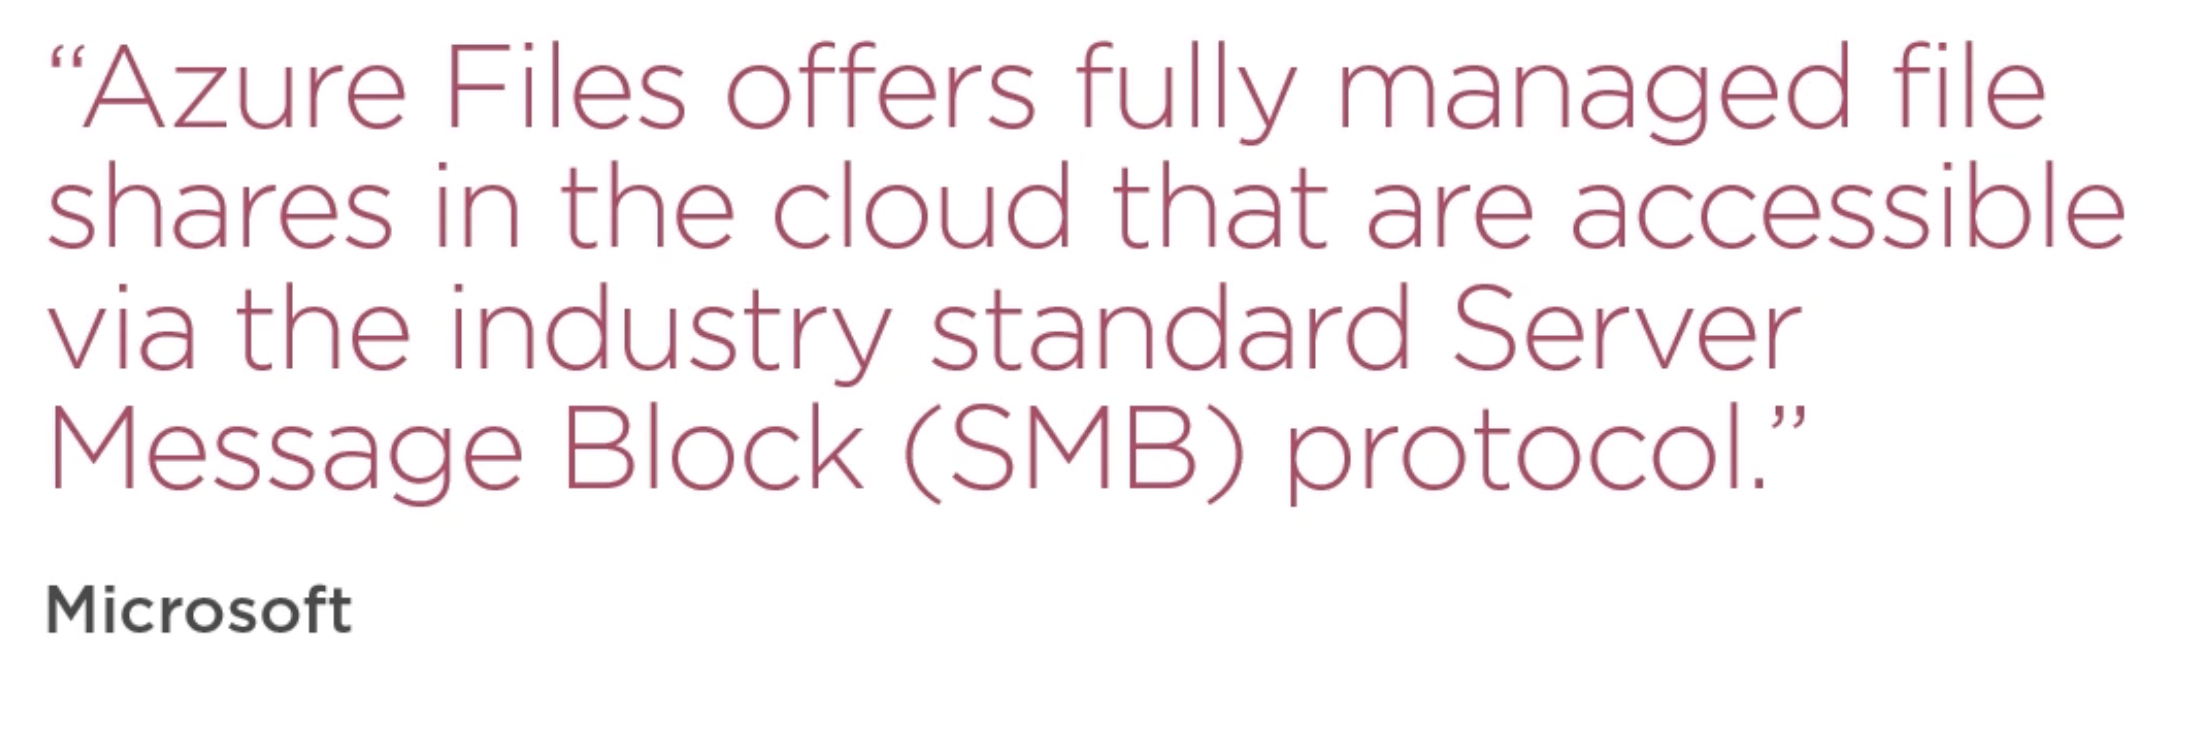 “Azure Files offers fully managed file
shares in the cloud that are accessible
via the industry standard Server
Message Block (SMB) protocol.”
Microsoft